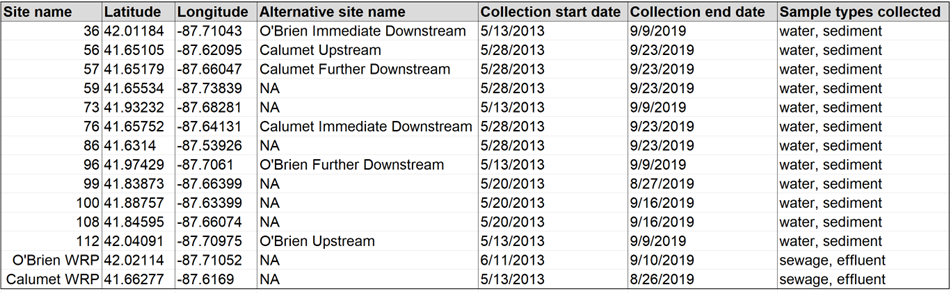 Site name Latitude Longitude Alternative site name Collection start date Collection end date Sample types collected
36 42.01184 -87.71043 O'Brien Immediate Downstream 5/13/2013 9/9/2019 water, sediment
56 41.65105 -87.62095 Calumet Upstream 5/28/2013 9/23/2019 water, sediment
57 41.65179 -87.66047 Calumet Further Downstream 5/28/2013 9/23/2019 water, sediment
59 41.65534 -87.73839 NA 5/28/2013 9/23/2019 water, sediment
73 41.93232 -87.68281 NA 5/13/2013 9/9/2019 water, sediment
76 41.65752 -87.64131 Calumet Immediate Downstream 5/28/2013 9/23/2019 water, sediment
86 41.6314 -87.53926 NA 5/28/2013 9/23/2019 water, sediment
96 41.97429 -87.7061 O'Brien Further Downstream 5/13/2013 9/9/2019 water, sediment
99 41.83873 -87.66399 NA 5/20/2013 8/27/2019 water, sediment
100 41.88757 -87.63399 NA 5/20/2013 9/16/2019 water, sediment
108 41.84595 -87.66074 NA 5/20/2013 9/16/2019 water, sediment
112 42.04091 -87.70975 O'Brien Upstream 5/13/2013 9/9/2019 water, sediment
O'Brien WRP 42.02114 -87.71052 NA 6/11/2013 9/10/2019 sewage, effluent
Calumet WRP 41.66277 -87.6169 NA 5/13/2013 8/26/2019 sewage, effluent